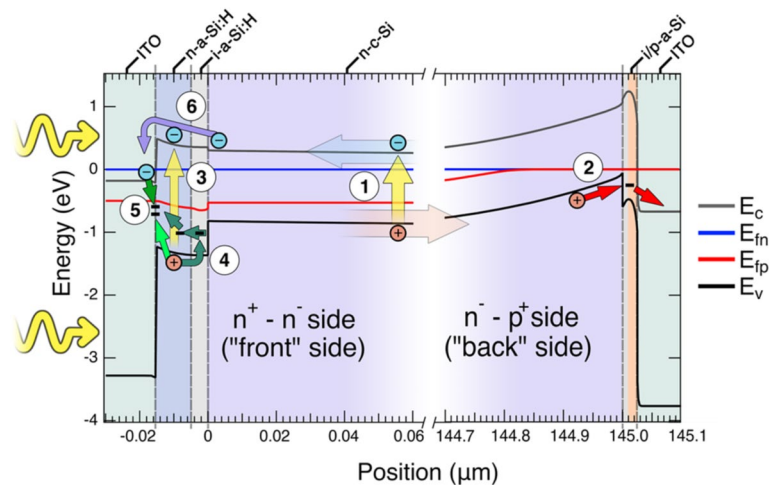 ITO
n-a-Si:H
i-a-Si:H
n-c-Si
i/p-a-Si
ITO
1
0
-1
-2
-3
-4
Energy (eV)
6
3
1
2
5
4
n+ - n- side
("front" side)
n- - p+ side
("back" side)
Ec
Efn
Efp
Ev
-0.02
0
0.02
0.04
0.06
144.7
144.8
144.9
145.0
145.1
Position (μm)